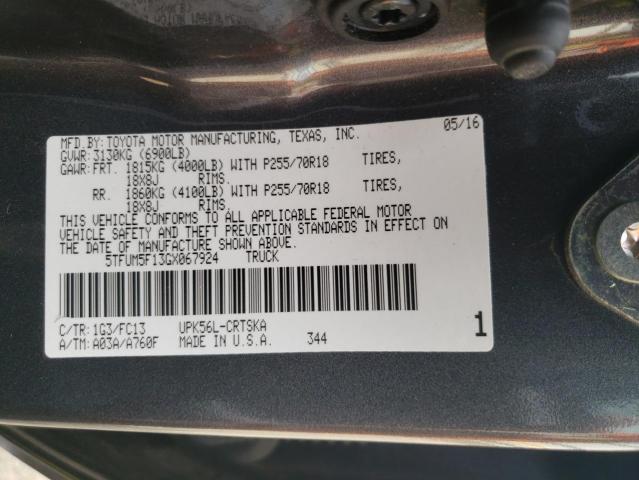 MFD.BY:TOYOTA MOTOR MANUFACTURING, TEXAS, INC. 05/16
GVWR:3130KG (6900LB)
GAWR:FRT. 1815KG (4000LB) WITH P255/70R18 TIRES,
18X8J RIMS.
RR. 1860KG (4100LB) WITH P255/70R18 TIRES,
18X8J RIMS.
THIS VEHICLE CONFORMS TO ALL APPLICABLE FEDERAL MOTOR
VEHICLE SAFETY AND THEFT PREVENTION STANDARDS IN EFFECT ON
THE DATE OF MANUFACTURE SHOWN ABOVE.
5TFUM5F13GX067924 TRUCK
C/TR:1G3/FC13 UPK56L-CRTSKA
A/TM:A03A/A760F MADE IN U.S.A. 344
1